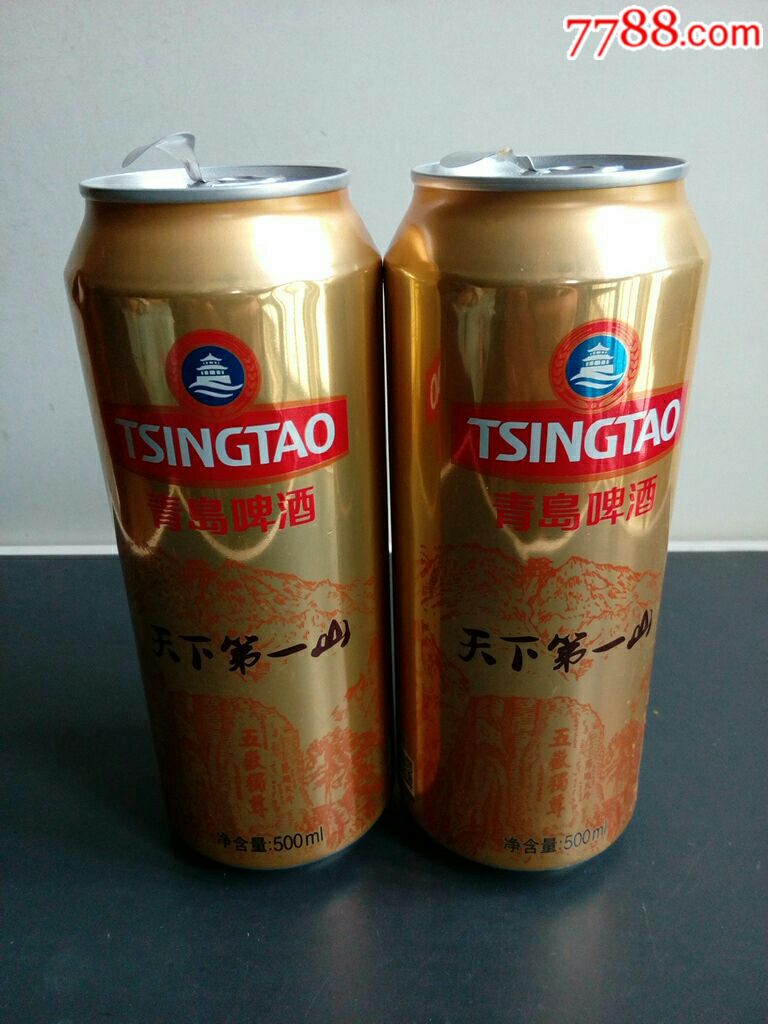 7788.com
TSINGTAO
青島啤酒
天下第一山
五嶽獨尊
净含量:500ml
TSINGTAO
青島啤酒
天下第一山
五嶽獨尊
净含量:500ml